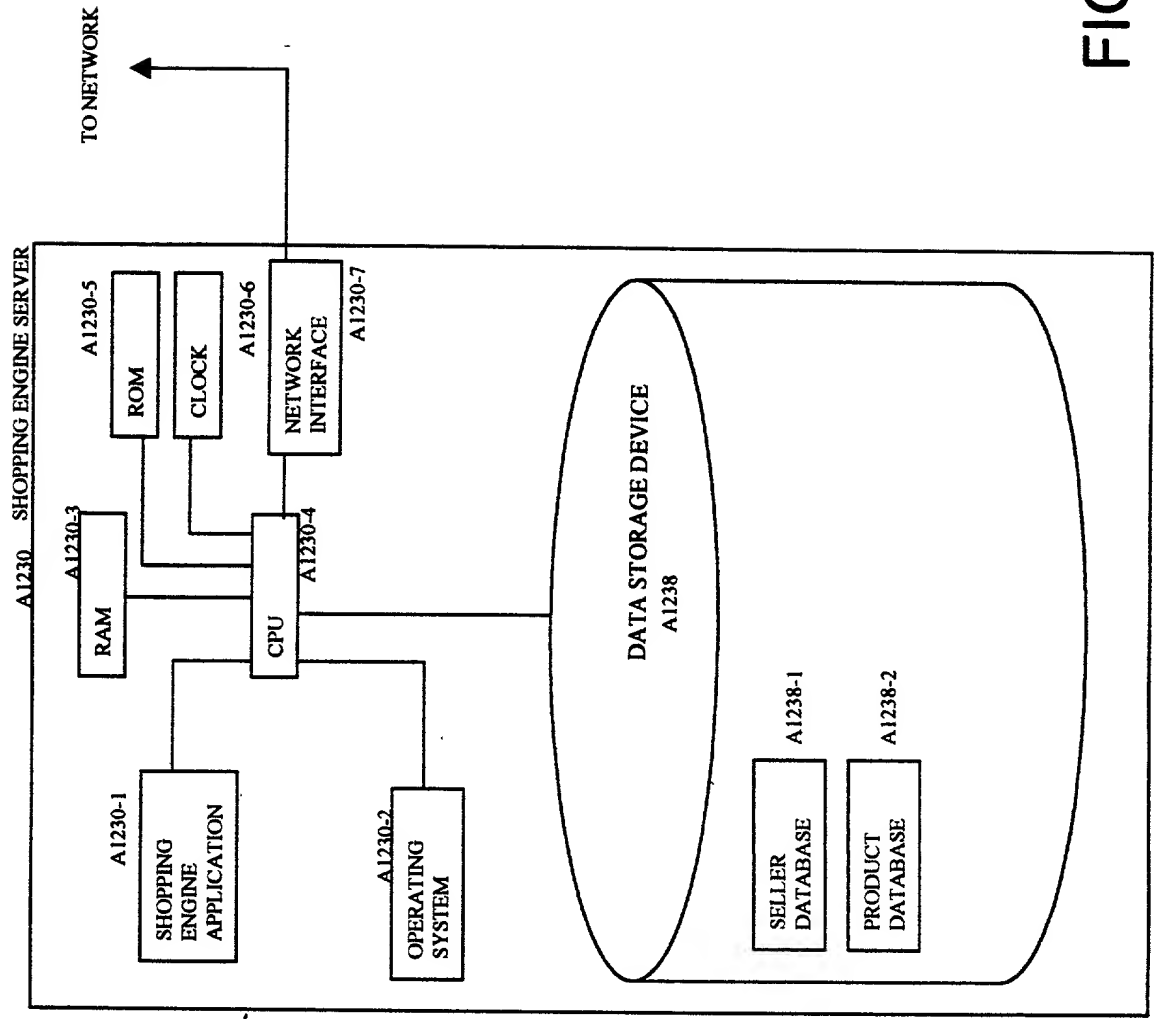 A1230 SHOPPING ENGINE SERVER
TO NETWORK
A1230-1
SHOPPING
ENGINE
APPLICATION
A1230-2
OPERATING
SYSTEM
A1230-3
RAM
CPU
A1230-4
A1230-5
ROM
CLOCK
A1230-6
NETWORK
INTERFACE
A1230-7
DATA STORAGE DEVICE
A1238
SELLER
DATABASE
A1238-1
PRODUCT
DATABASE
A1238-2